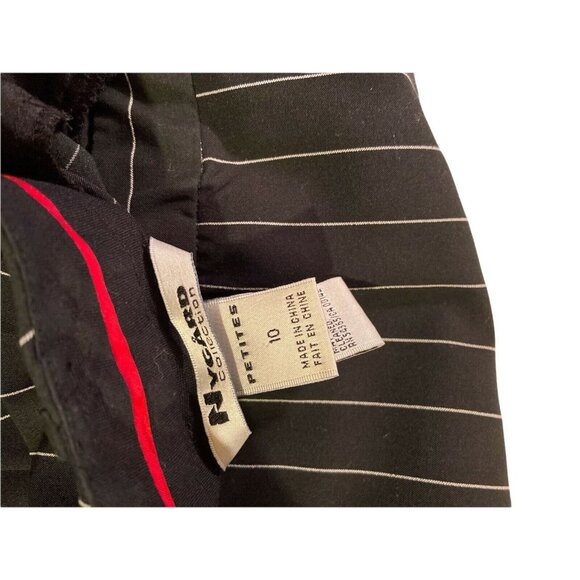 NYGARD
Collection
PETITES
10
MADE IN CHINA
FAIT EN CHINE